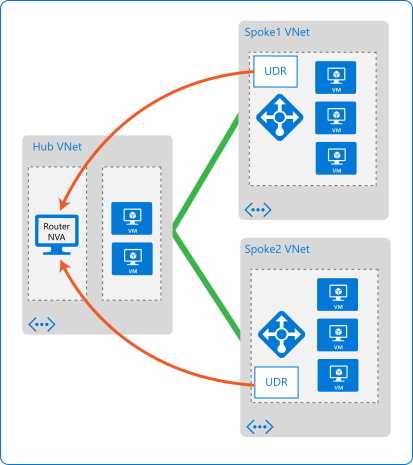 Spoke1 VNet
UDR
VM
VM
VM
Hub VNet
Router
NVA
VM
VM
Spoke2 VNet
VM
VM
UDR
VM